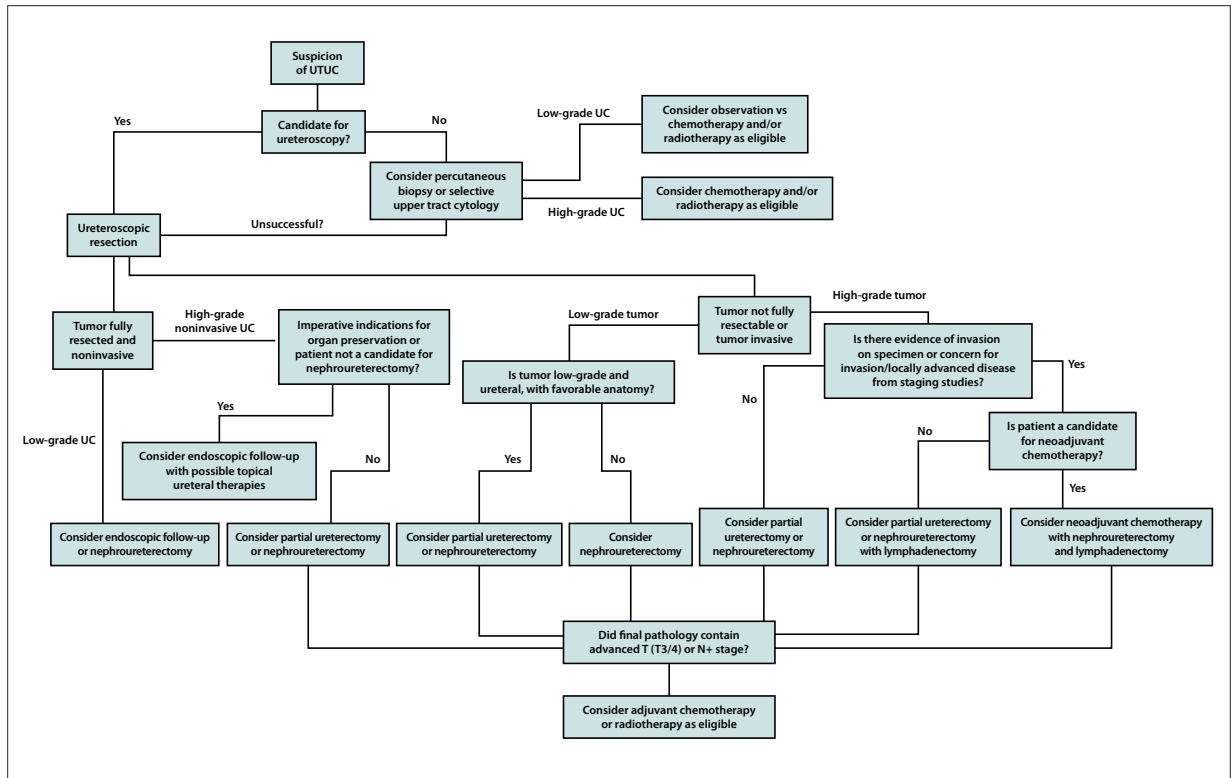 Suspicion
of UTUC
Yes
Candidate for
ureteroscopy?
No
Low-grade UC
Consider observation vs
chemotherapy and/or
radiotherapy as eligible
Consider percutaneous
biopsy or selective
upper tract cytology
High-grade UC
Consider chemotherapy and/or
radiotherapy as eligible
Ureteroscopic
resection
Unsuccessful?
Tumor fully
resected and
noninvasive
High-grade
noninvasive UC
Imperative indications for
organ preservation or
patient not a candidate for
nephroureterectomy?
Low-grade tumor
Tumor not fully
resectable or
tumor invasive
High-grade tumor
Is there evidence of invasion
on specimen or concern for
invasion/locally advanced disease
from staging studies?
Is tumor low-grade and
ureteral, with favorable anatomy?
Yes
No
Yes
Low-grade UC
Consider endoscopic follow-up
with possible topical
ureteral therapies
No
Yes
No
No
Is patient a candidate
for neoadjuvant
chemotherapy?
Yes
Consider endoscopic follow-up
or nephroureterectomy
Consider partial ureterectomy
or nephroureterectomy
Consider partial ureterectomy
or nephroureterectomy
Consider
nephroureterectomy
Consider partial
ureterectomy or
nephroureterectomy
Consider partial ureterectomy
or nephroureterectomy
with lymphadenectomy
Consider neoadjuvant chemotherapy
with nephroureterectomy
and lymphadenectomy
Did final pathology contain
advanced T (T3/4) or N+ stage?
Consider adjuvant chemotherapy
or radiotherapy as eligible